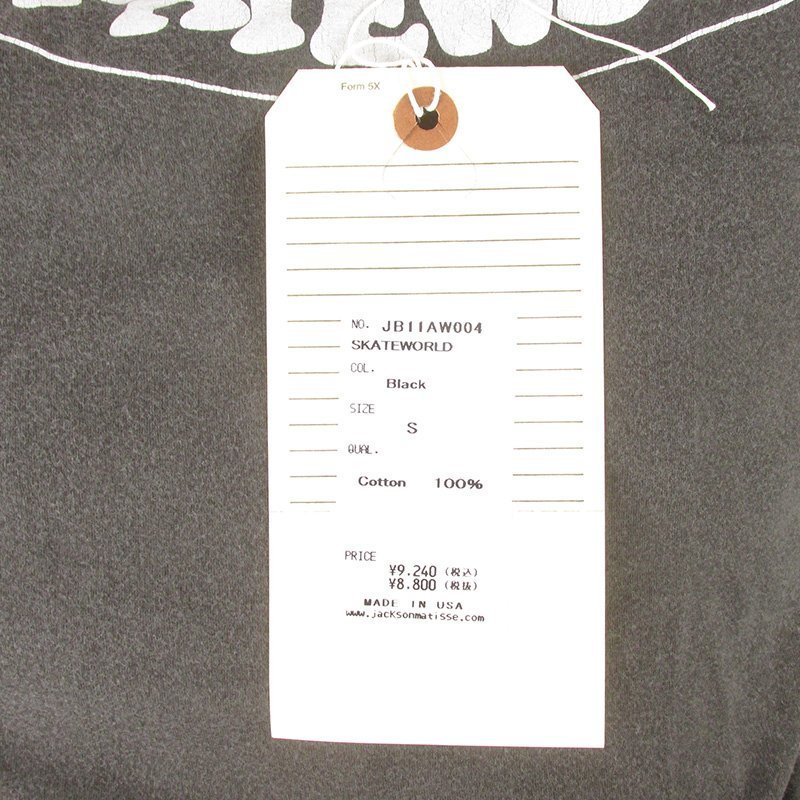 Form 5X
NO. JB11AW004
SKATEWORLD
COL.
Black
SIZE
S
QUAL.
Cotton 100%
PRICE
¥9.240 (税込)
¥8.800 (税抜)
MADE IN USA
www.jacksonmatisse.com